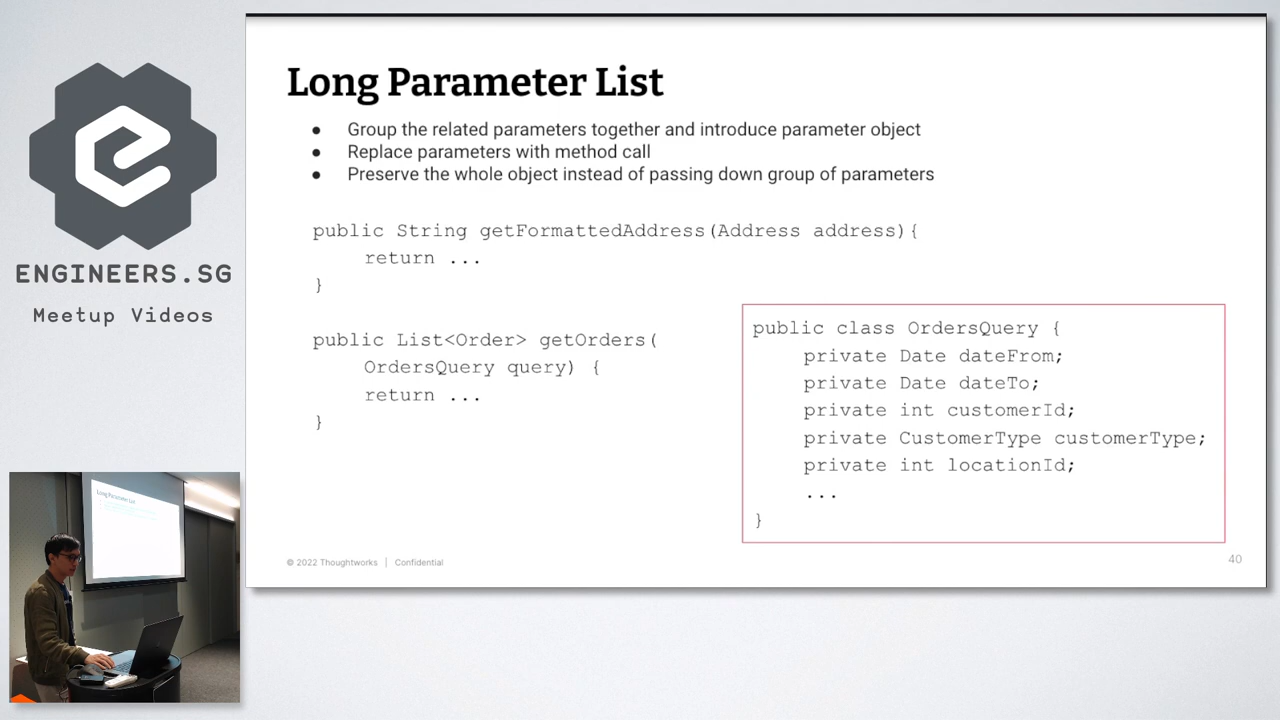 ENGINEERS.SG
Meetup Videos
Long Parameter List
● Group the related parameters together and introduce parameter object
● Replace parameters with method call
● Preserve the whole object instead of passing down group of parameters
public String getFormattedAddress(Address address){
return ...
}
public List<Order> getOrders(
OrdersQuery query) {
return ...
}
public class OrdersQuery {
private Date dateFrom;
private Date dateTo;
private int customerId;
private CustomerType customerType;
private int locationId;
...
}
© 2022 Thoughtworks | Confidential
40
Long Parameter List